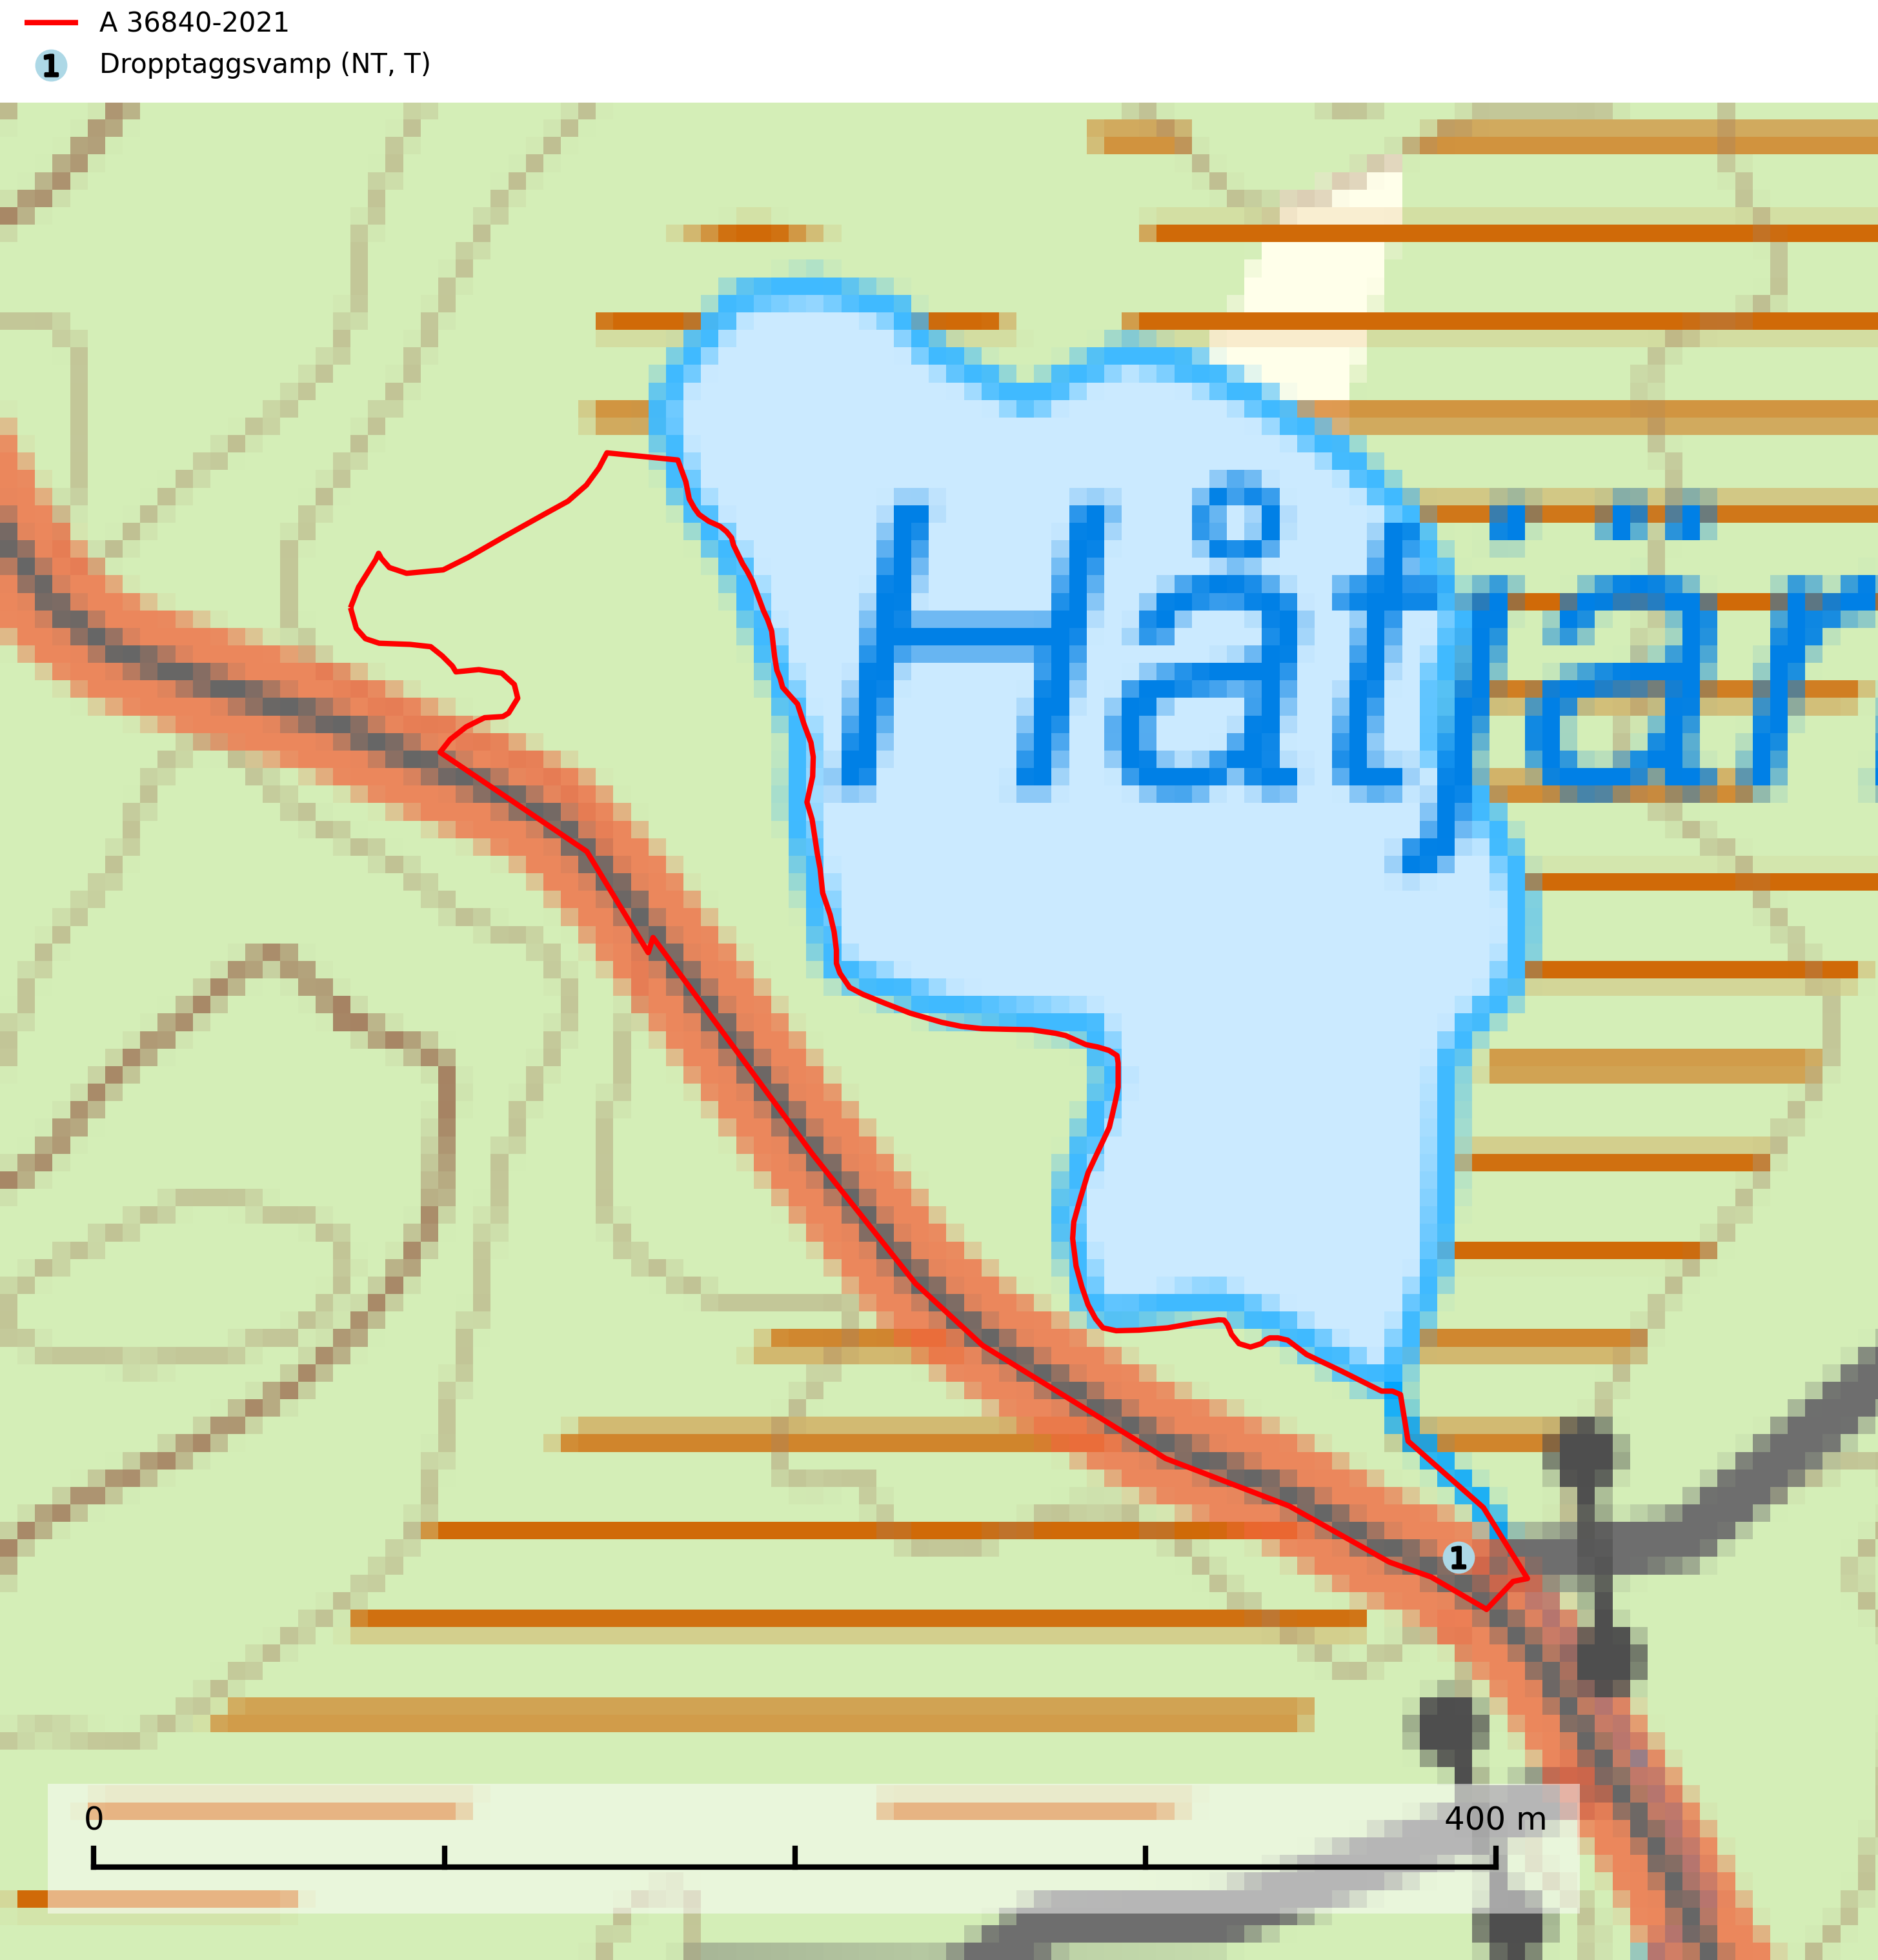 A 36840-2021
1 Dropptaggsvamp (NT, T)
Håtjär
1
0 400 m